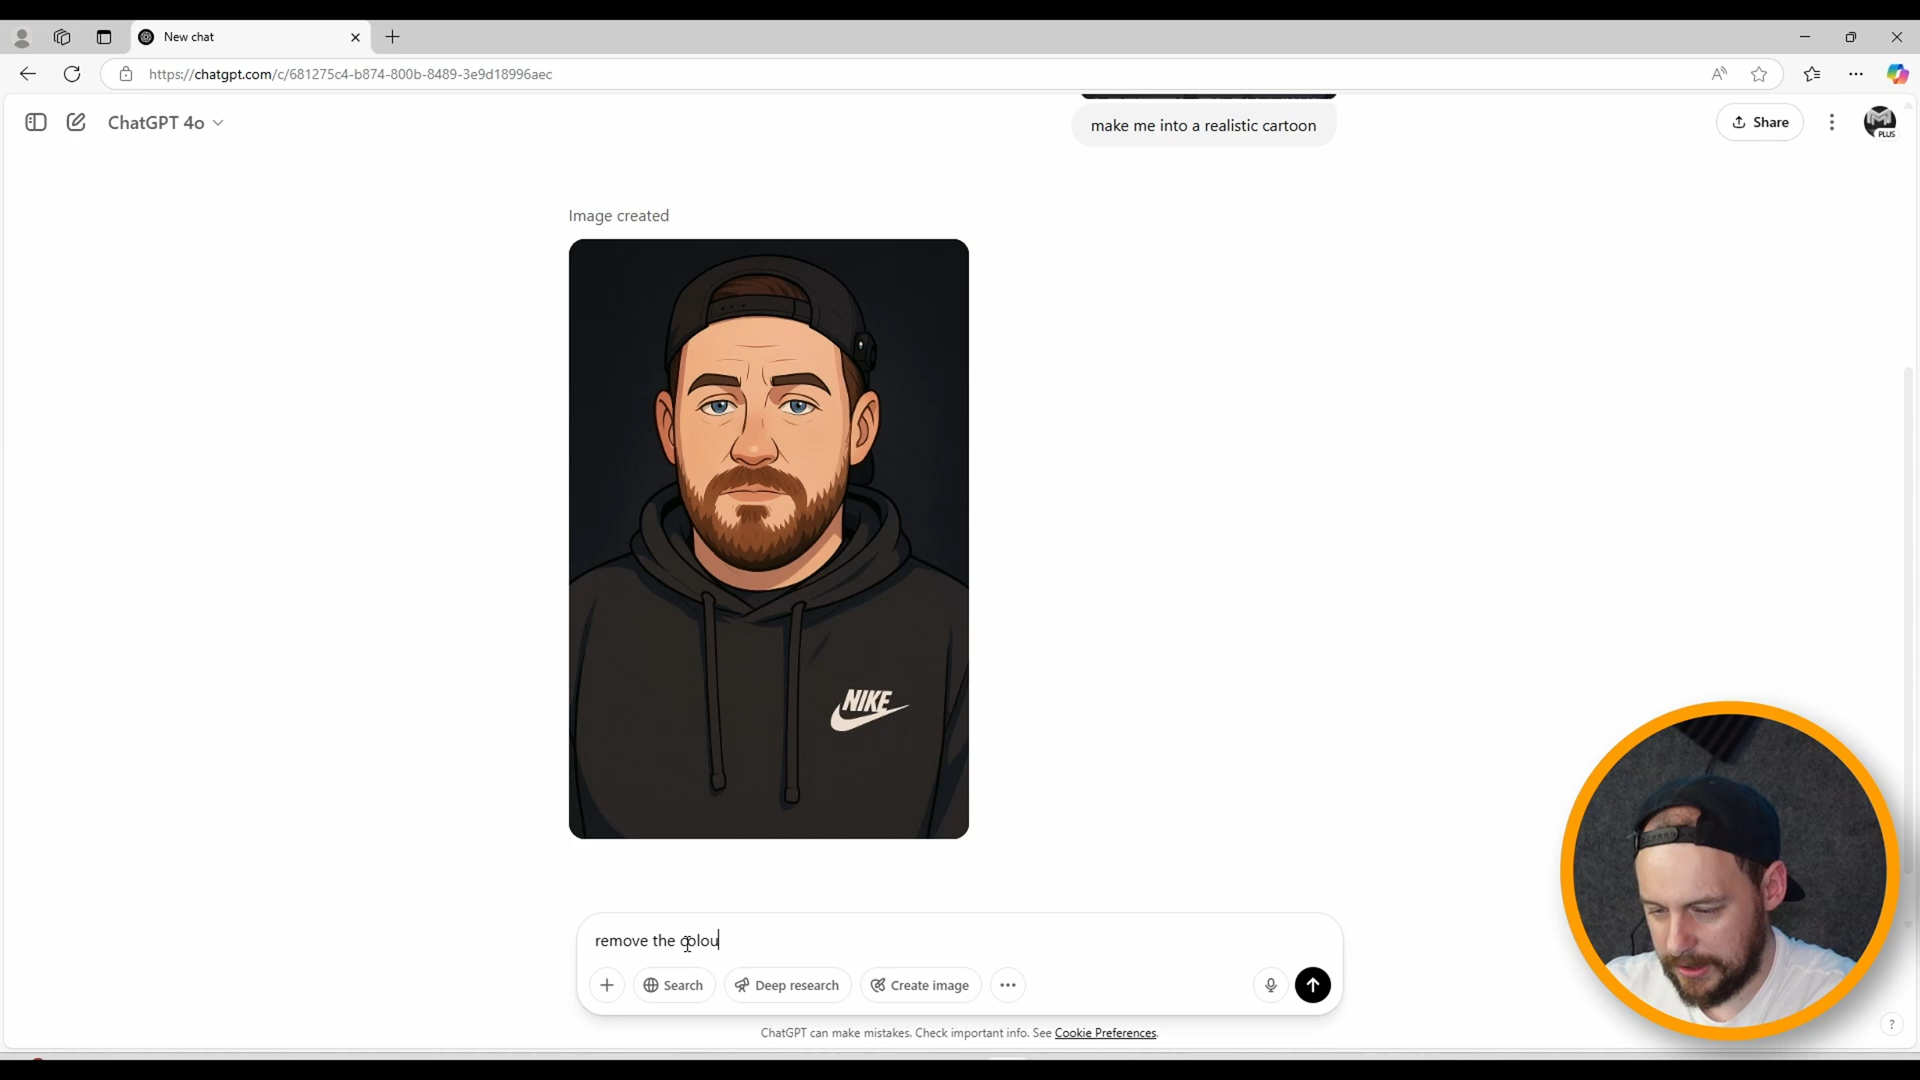 New chat
https://chatgpt.com/c/681275c4-b874-800b-8489-3e9d18996aec
ChatGPT 4o
make me into a realistic cartoon
Share
PLUS
Image created
NIKE
remove the colou
Search
Deep research
Create image
ChatGPT can make mistakes. Check important info. See Cookie Preferences.
?